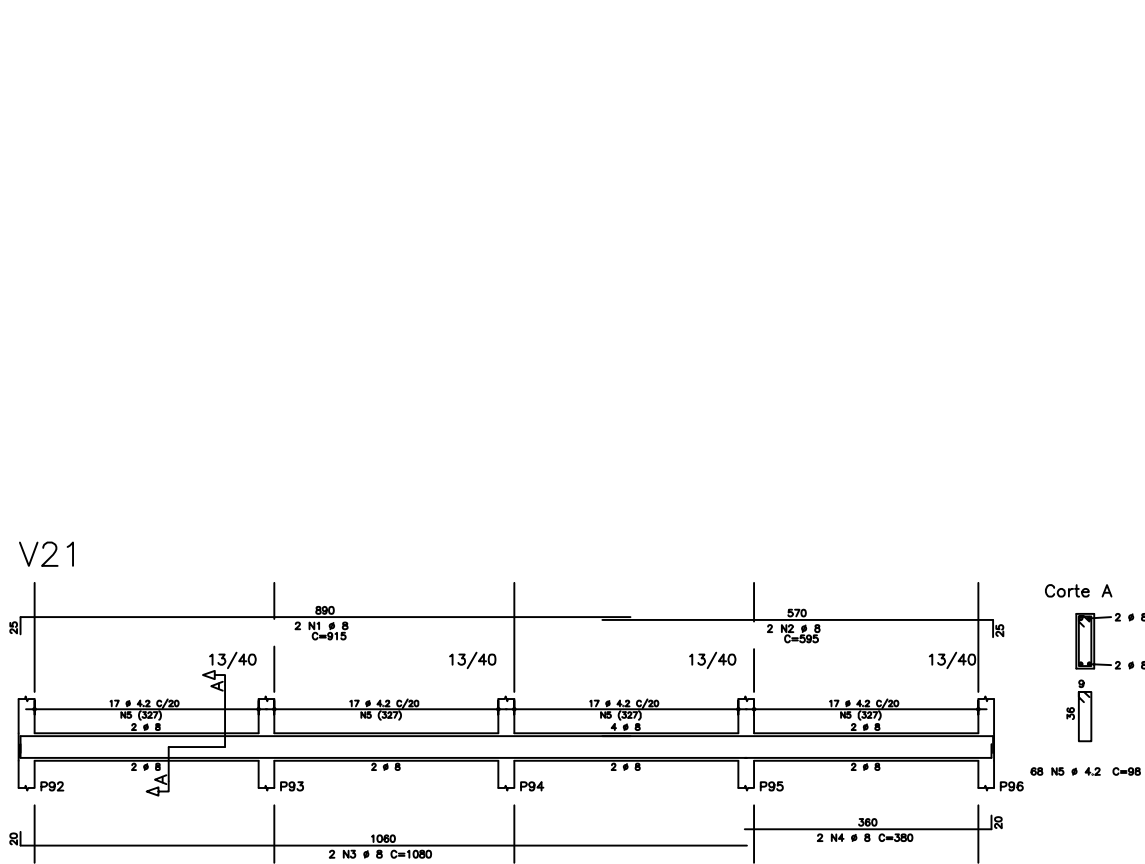 V21
890
570
25
2 N1 ø 8
C=915
2 N2 ø 8
C=595
25
Corte A
2 ø 8
2 ø 8
13/40
13/40
13/40
13/40
A
9
36
17 ø 4.2 C/20
17 ø 4.2 C/20
17 ø 4.2 C/20
17 ø 4.2 C/20
N5 (327)
N5 (327)
N5 (327)
N5 (327)
2 ø 8
4 ø 8
2 ø 8
2 ø 8
2 ø 8
2 ø 8
2 ø 8
A
68 N5 ø 4.2 C=98
P92
P93
P94
P95
P96
20
1060
2 N3 ø 8 C=1080
360
2 N4 ø 8 C=380
20